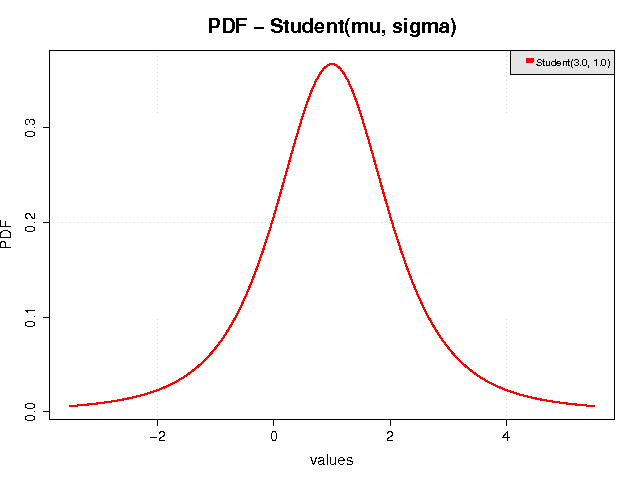 PDF − Student(mu, sigma)
Student(3.0, 1.0)
PDF
0.3
0.2
0.1
0.0
−2
0
2
4
values